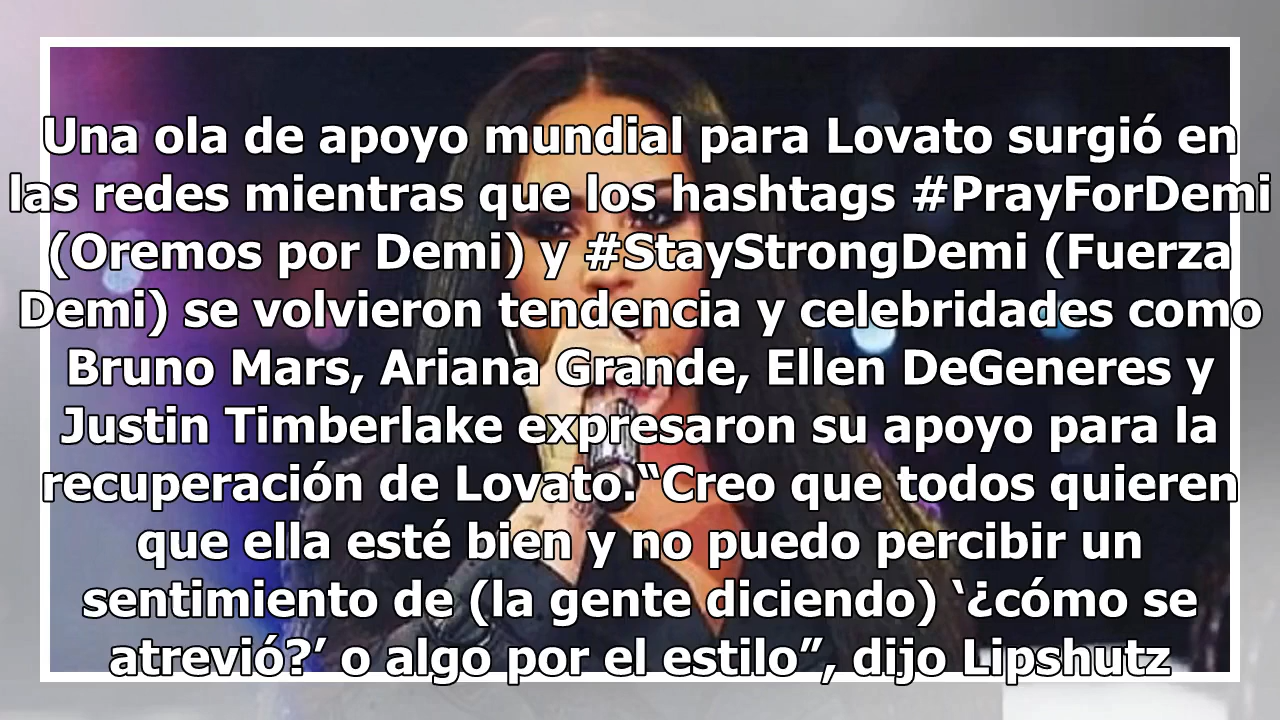 Una ola de apoyo mundial para Lovato surgió en
las redes mientras que los hashtags #PrayForDemi
(Oremos por Demi) y #StayStrongDemi (Fuerza
Demi) se volvieron tendencia y celebridades como
Bruno Mars, Ariana Grande, Ellen DeGeneres y
Justin Timberlake expresaron su apoyo para la
recuperación de Lovato.“Creo que todos quieren
que ella esté bien y no puedo percibir un
sentimiento de (la gente diciendo) ‘¿cómo se
atrevió?’ o algo por el estilo”, dijo Lipshutz